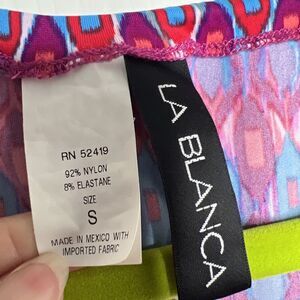 RN 52419
92% NYLON
8% ELASTANE
SIZE
S
MADE IN MEXICO WITH
IMPORTED FABRIC
LA BLANCA